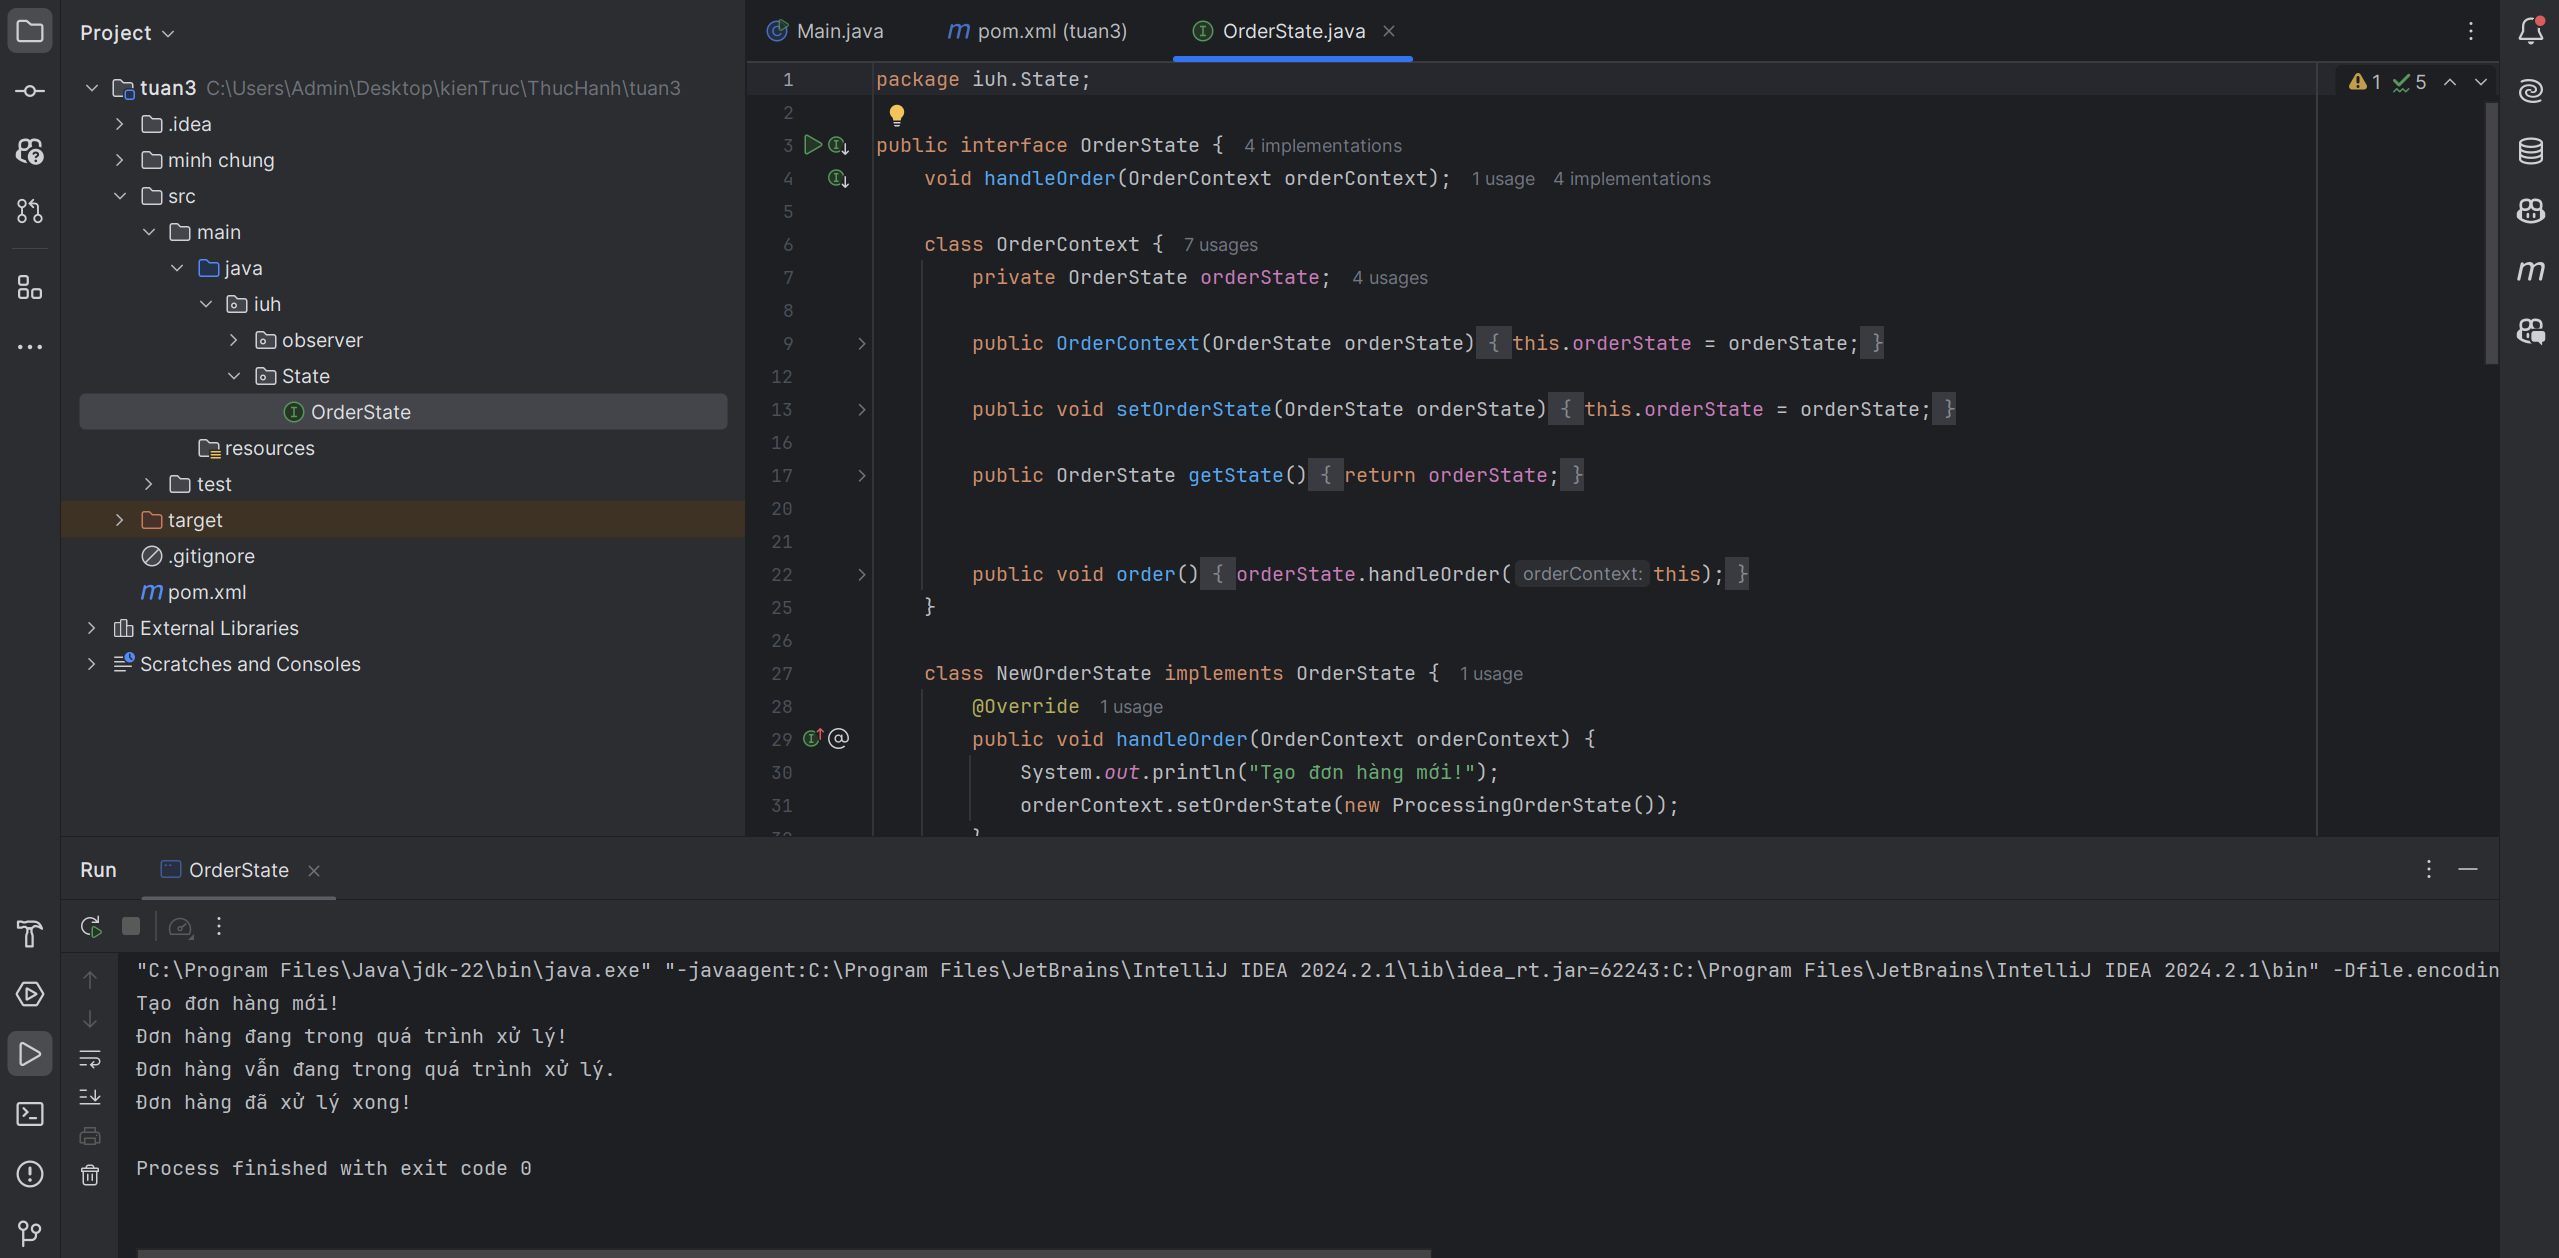 Project
tuan3 C:\Users\Admin\Desktop\kienTruc\ThucHanh\tuan3
.idea
minh chung
src
main
java
iuh
observer
State
OrderState
resources
test
target
.gitignore
m pom.xml
External Libraries
Scratches and Consoles
Main.java
m pom.xml (tuan3)
OrderState.java
1 5
1 package iuh.State;
2
3 public interface OrderState { 4 implementations
4 void handleOrder(OrderContext orderContext); 1 usage 4 implementations
5
6 class OrderContext { 7 usages
7 private OrderState orderState; 4 usages
8
9 public OrderContext(OrderState orderState) { this.orderState = orderState; }
12
13 public void setOrderState(OrderState orderState) { this.orderState = orderState; }
16
17 public OrderState getState() { return orderState; }
20
21
22 public void order() { orderState.handleOrder( orderContext: this); }
25 }
26
27 class NewOrderState implements OrderState { 1 usage
28 @Override 1 usage
29 @ public void handleOrder(OrderContext orderContext) {
30 System.out.println("Tạo đơn hàng mới!");
31 orderContext.setOrderState(new ProcessingOrderState());
32 }
m
Run OrderState
"C:\Program Files\Java\jdk-22\bin\java.exe" "-javaagent:C:\Program Files\JetBrains\IntelliJ IDEA 2024.2.1\lib\idea_rt.jar=62243:C:\Program Files\JetBrains\IntelliJ IDEA 2024.2.1\bin" -Dfile.encodin
Tạo đơn hàng mới!
Đơn hàng đang trong quá trình xử lý!
Đơn hàng vẫn đang trong quá trình xử lý.
Đơn hàng đã xử lý xong!
Process finished with exit code 0